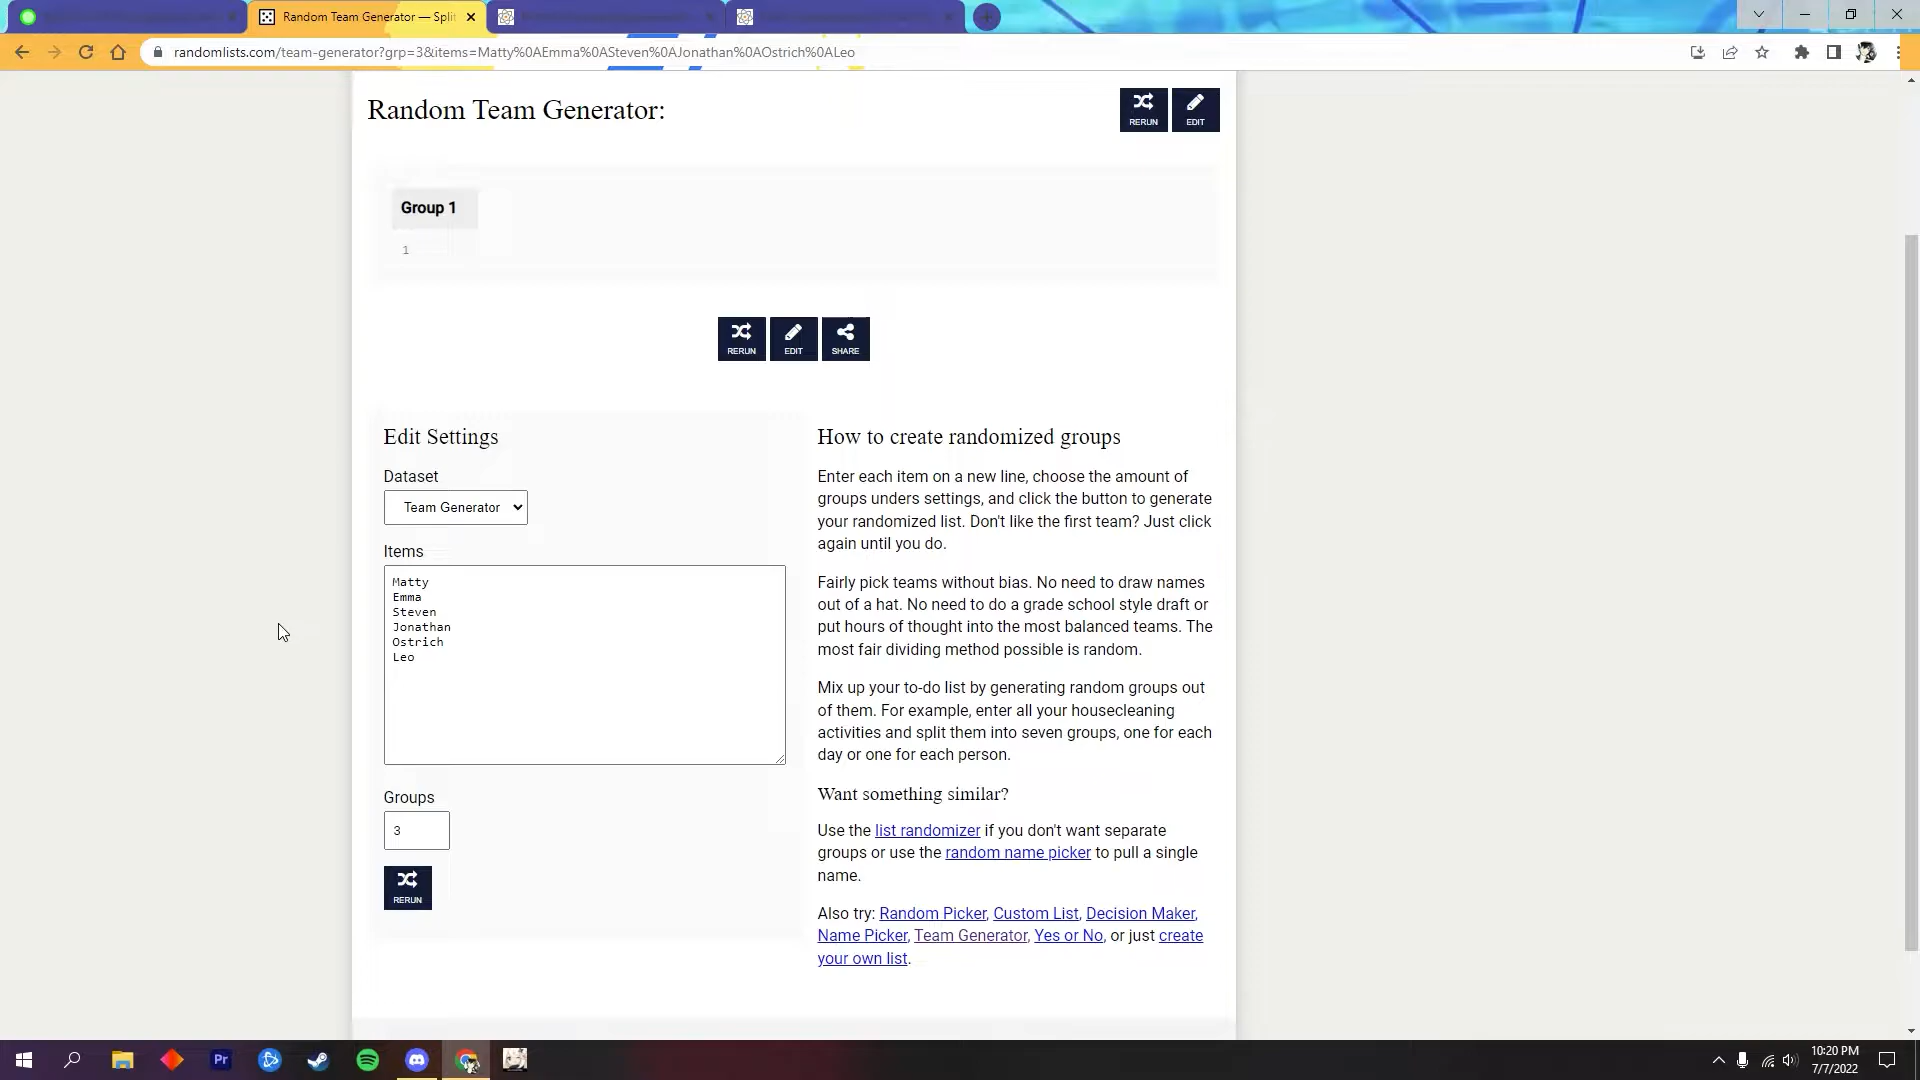 Random Team Generator — Split
randomlists.com/team-generator?grp=3&items=Matty%0AEmma%0ASteven%0AJonathan%0AOstrich%0ALeo
Random Team Generator:
RERUN
EDIT
Group 1
1
RERUN
EDIT
SHARE
Edit Settings
Dataset
Team Generator
Items
Matty
Emma
Steven
Jonathan
Ostrich
Leo
Groups
3
RERUN
How to create randomized groups
Enter each item on a new line, choose the amount of
groups unders settings, and click the button to generate
your randomized list. Don't like the first team? Just click
again until you do.
Fairly pick teams without bias. No need to draw names
out of a hat. No need to do a grade school style draft or
put hours of thought into the most balanced teams. The
most fair dividing method possible is random.
Mix up your to-do list by generating random groups out
of them. For example, enter all your housecleaning
activities and split them into seven groups, one for each
day or one for each person.
Want something similar?
Use the list randomizer if you don't want separate
groups or use the random name picker to pull a single
name.
Also try: Random Picker, Custom List, Decision Maker,
Name Picker, Team Generator, Yes or No, or just create
your own list.
Pr
10:20 PM
7/7/2022